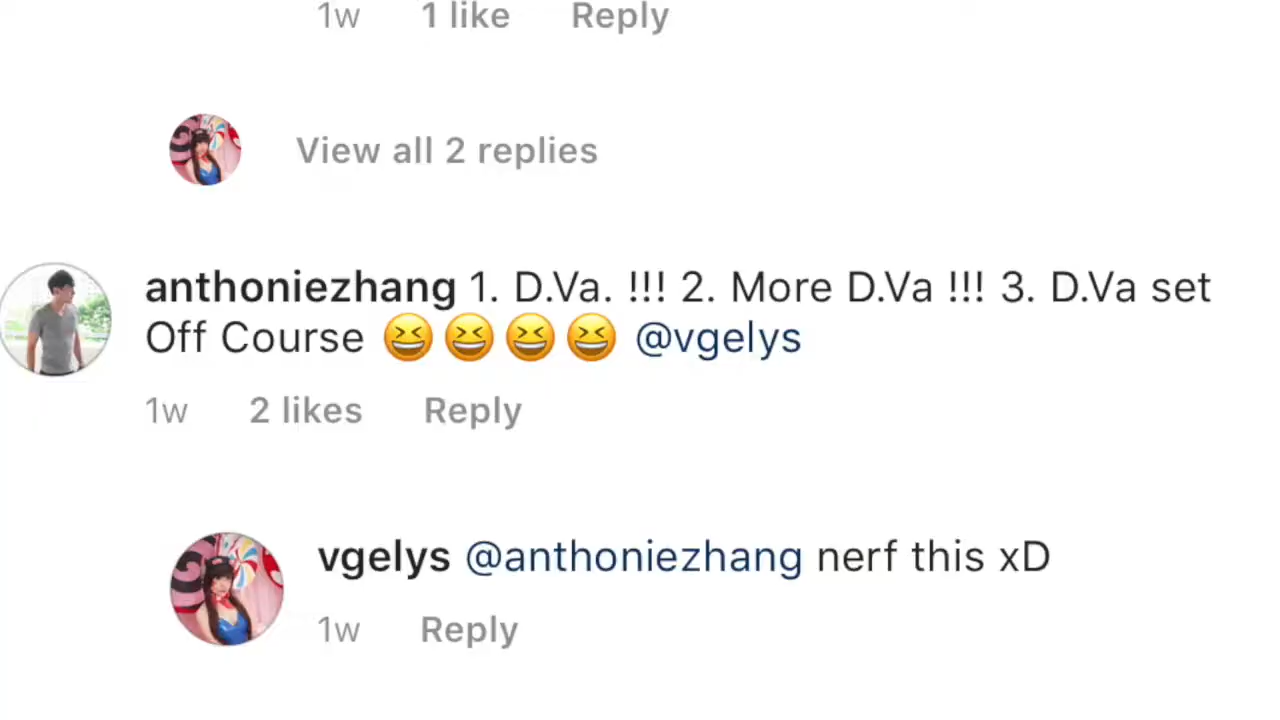 1w 1 like Reply
View all 2 replies
anthoniezhang 1. D.Va. !!! 2. More D.Va !!! 3. D.Va set
Off Course 😆😆😆😆 @vgelys
1w 2 likes Reply
vgelys @anthoniezhang nerf this xD
1w Reply